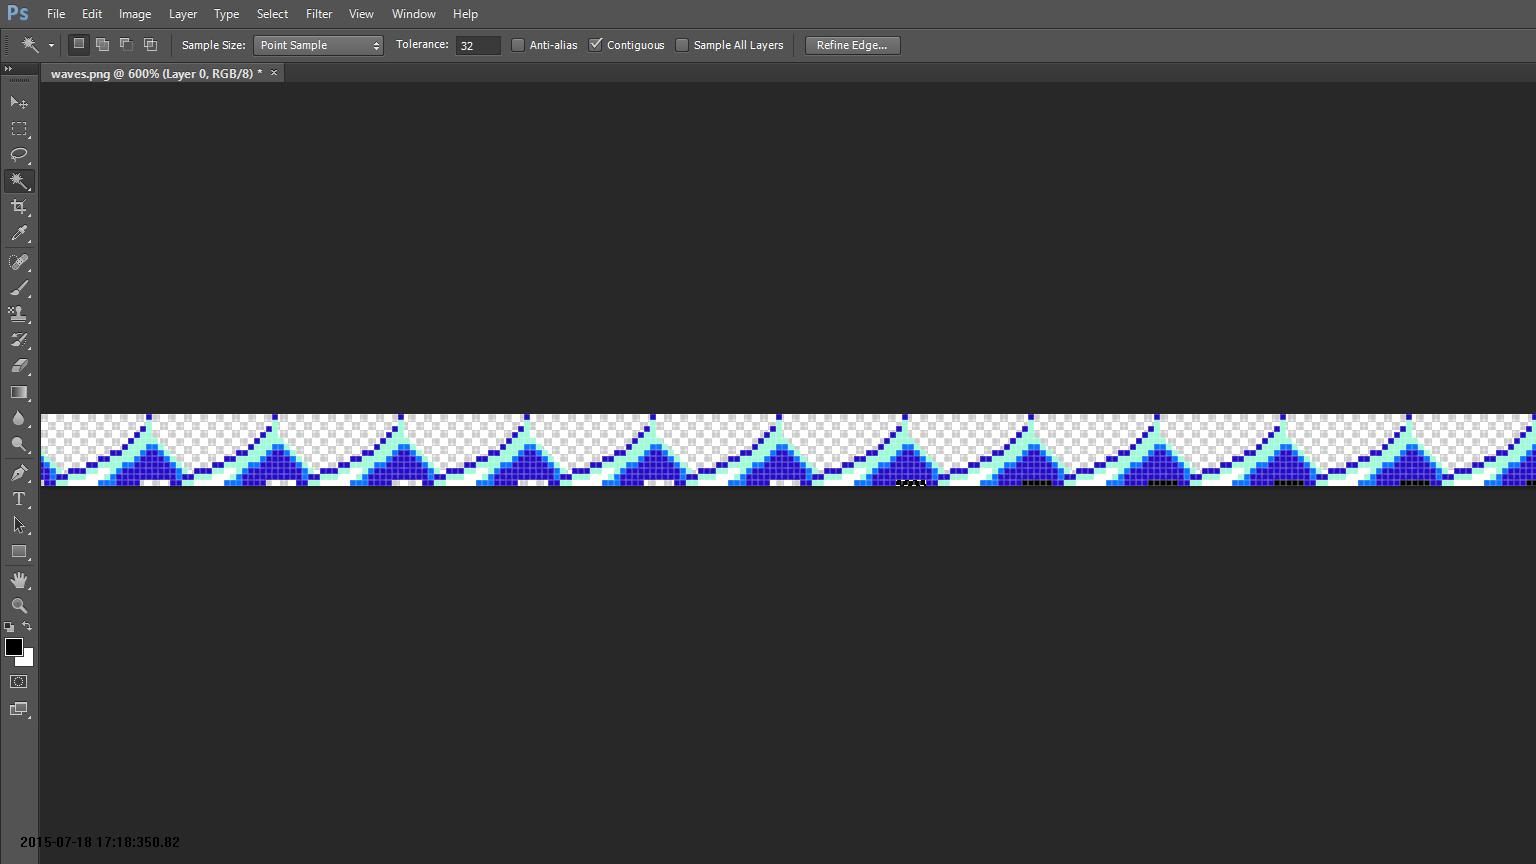 Ps File Edit Image Layer Type Select Filter View Window Help
Sample Size: Point Sample Tolerance: 32 Anti-alias Contiguous Sample All Layers Refine Edge...
waves.png @ 600% (Layer 0, RGB/8) * ×
T
2015-07-18 17:18:350.82